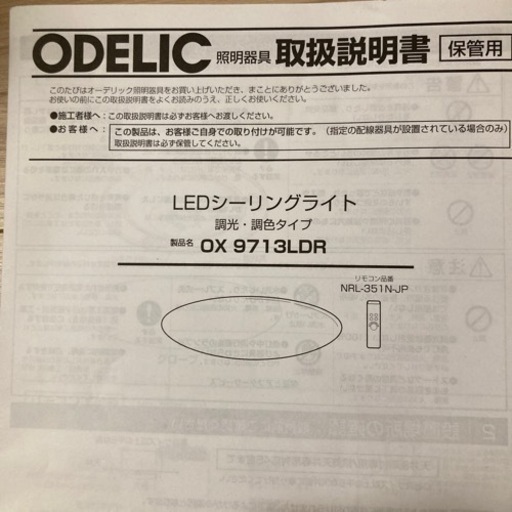 ODELIC 照明器具 取扱説明書 保管用
このたびはオーデリック照明器具をお買い上げいただき、まことにありがとうございました。
お使いの前にこの取扱説明書をよくお読みのうえ、正しくお使いください。
●施工者様へ：この取扱説明書は必ずお客様へお渡しください。
●お客様へ：この製品は、お客様ご自身での取り付けが可能です。（指定の配線器具が設置されている場合のみ）
取扱説明書は必ず保管してください。
LEDシーリングライト
調光・調色タイプ
製品名 OX 9713LDR
リモコン品番
NRL-351N-JP